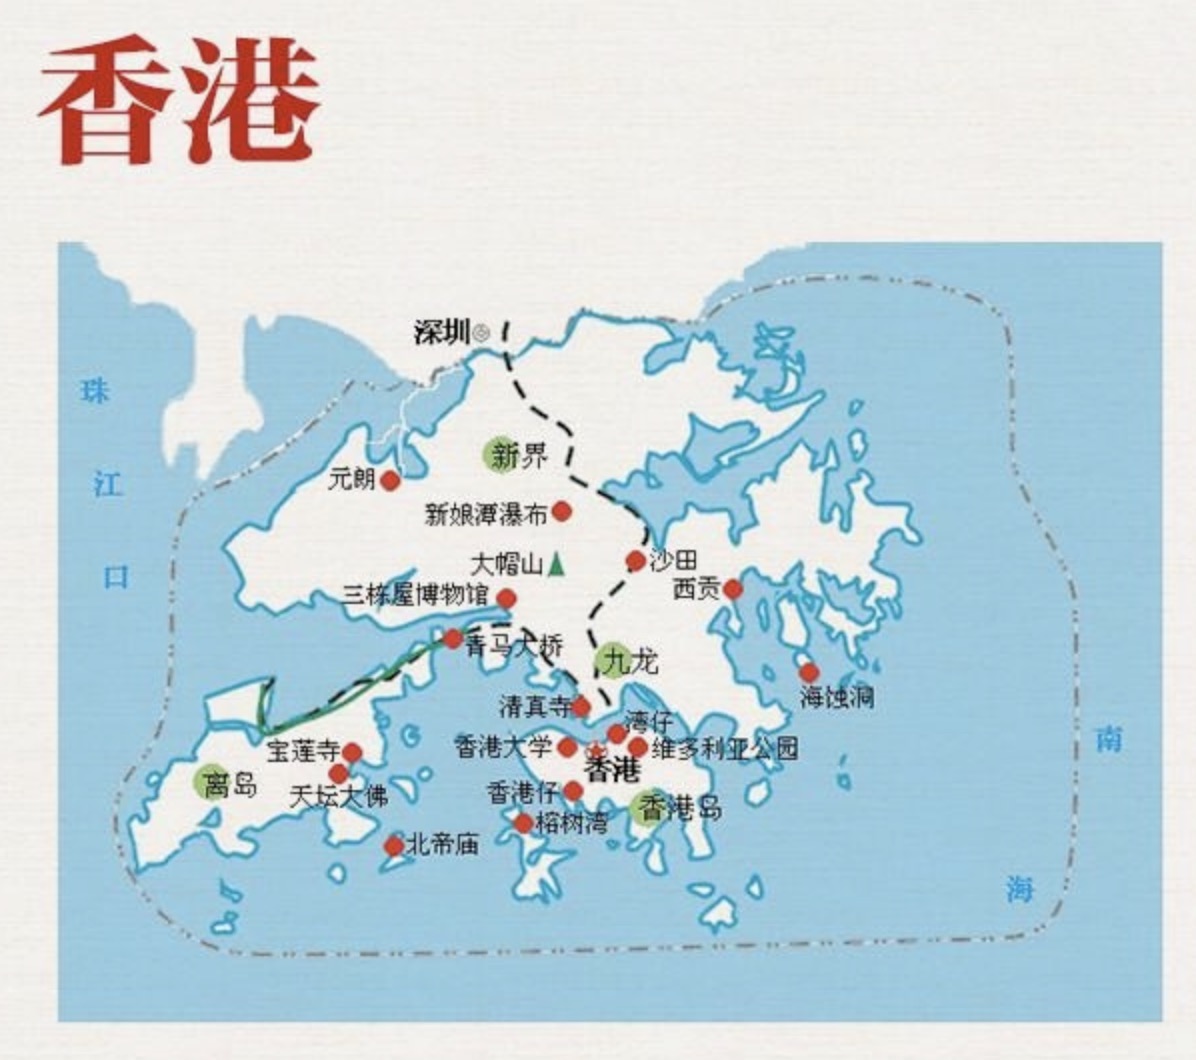 香港
深圳
珠
江
口
新界
元朗
新娘潭瀑布
大帽山
沙田
西贡
三栋屋博物馆
青马大桥
九龙
海蚀洞
清真寺
湾仔
香港大学
维多利亚公园
香港
宝莲寺
离岛
天坛大佛
香港仔
香港岛
榕树湾
北帝庙
南
海